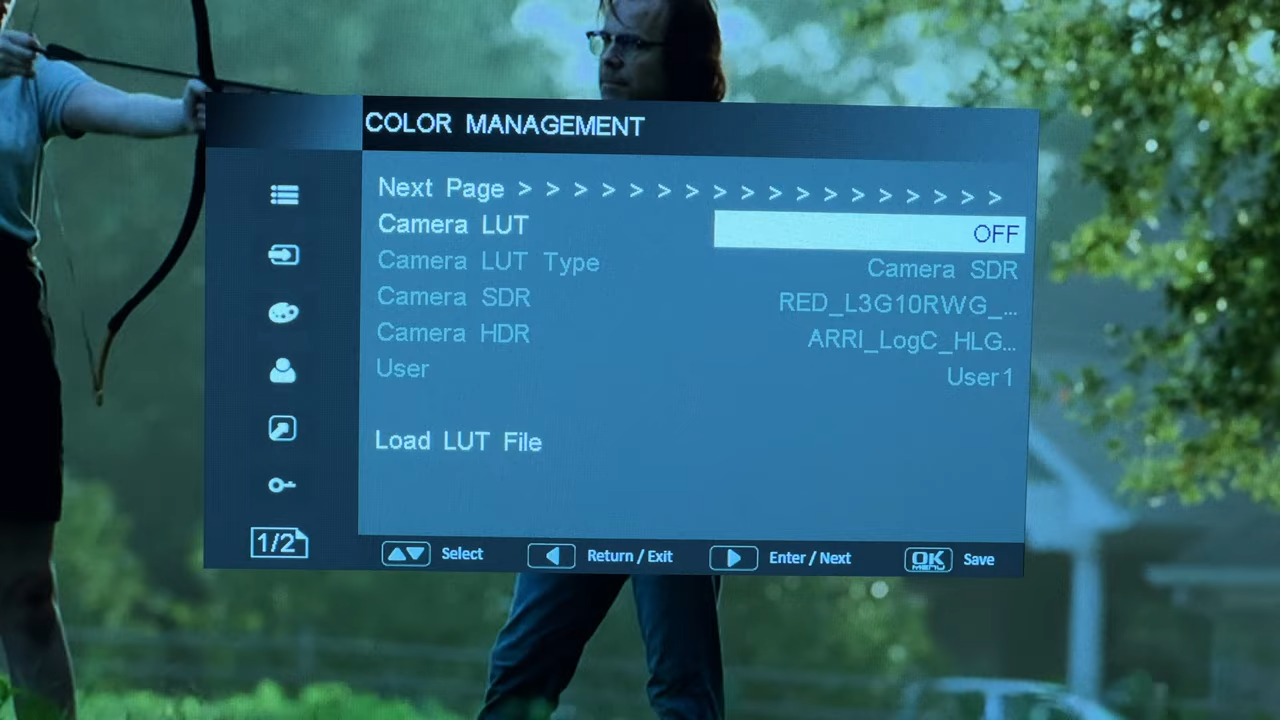 COLOR MANAGEMENT
Next Page > > > > > > > > > > > > > > > > > >
Camera LUT OFF
Camera LUT Type Camera SDR
Camera SDR RED_L3G10RWG_...
Camera HDR ARRI_LogC_HLG...
User User1
Load LUT File
1/2 Select Return / Exit Enter / Next OK MENU Save